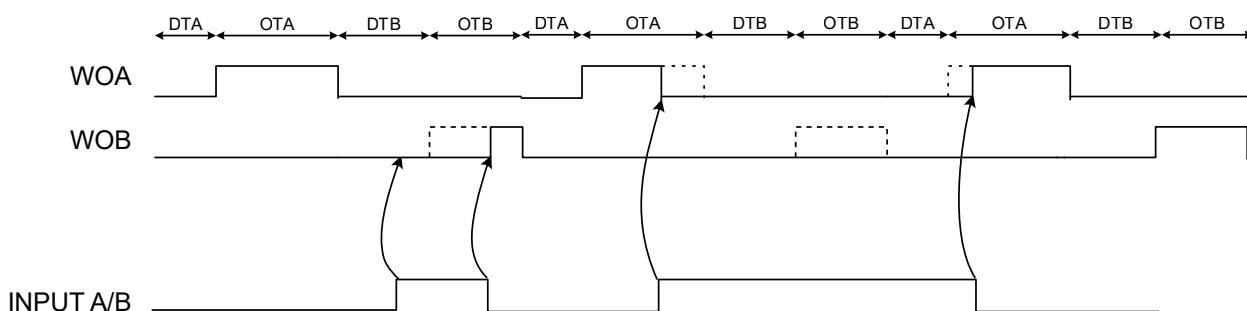 DTA OTA DTB OTB DTA OTA DTB OTB DTA OTA DTB OTB
WOA
WOB
INPUT A/B